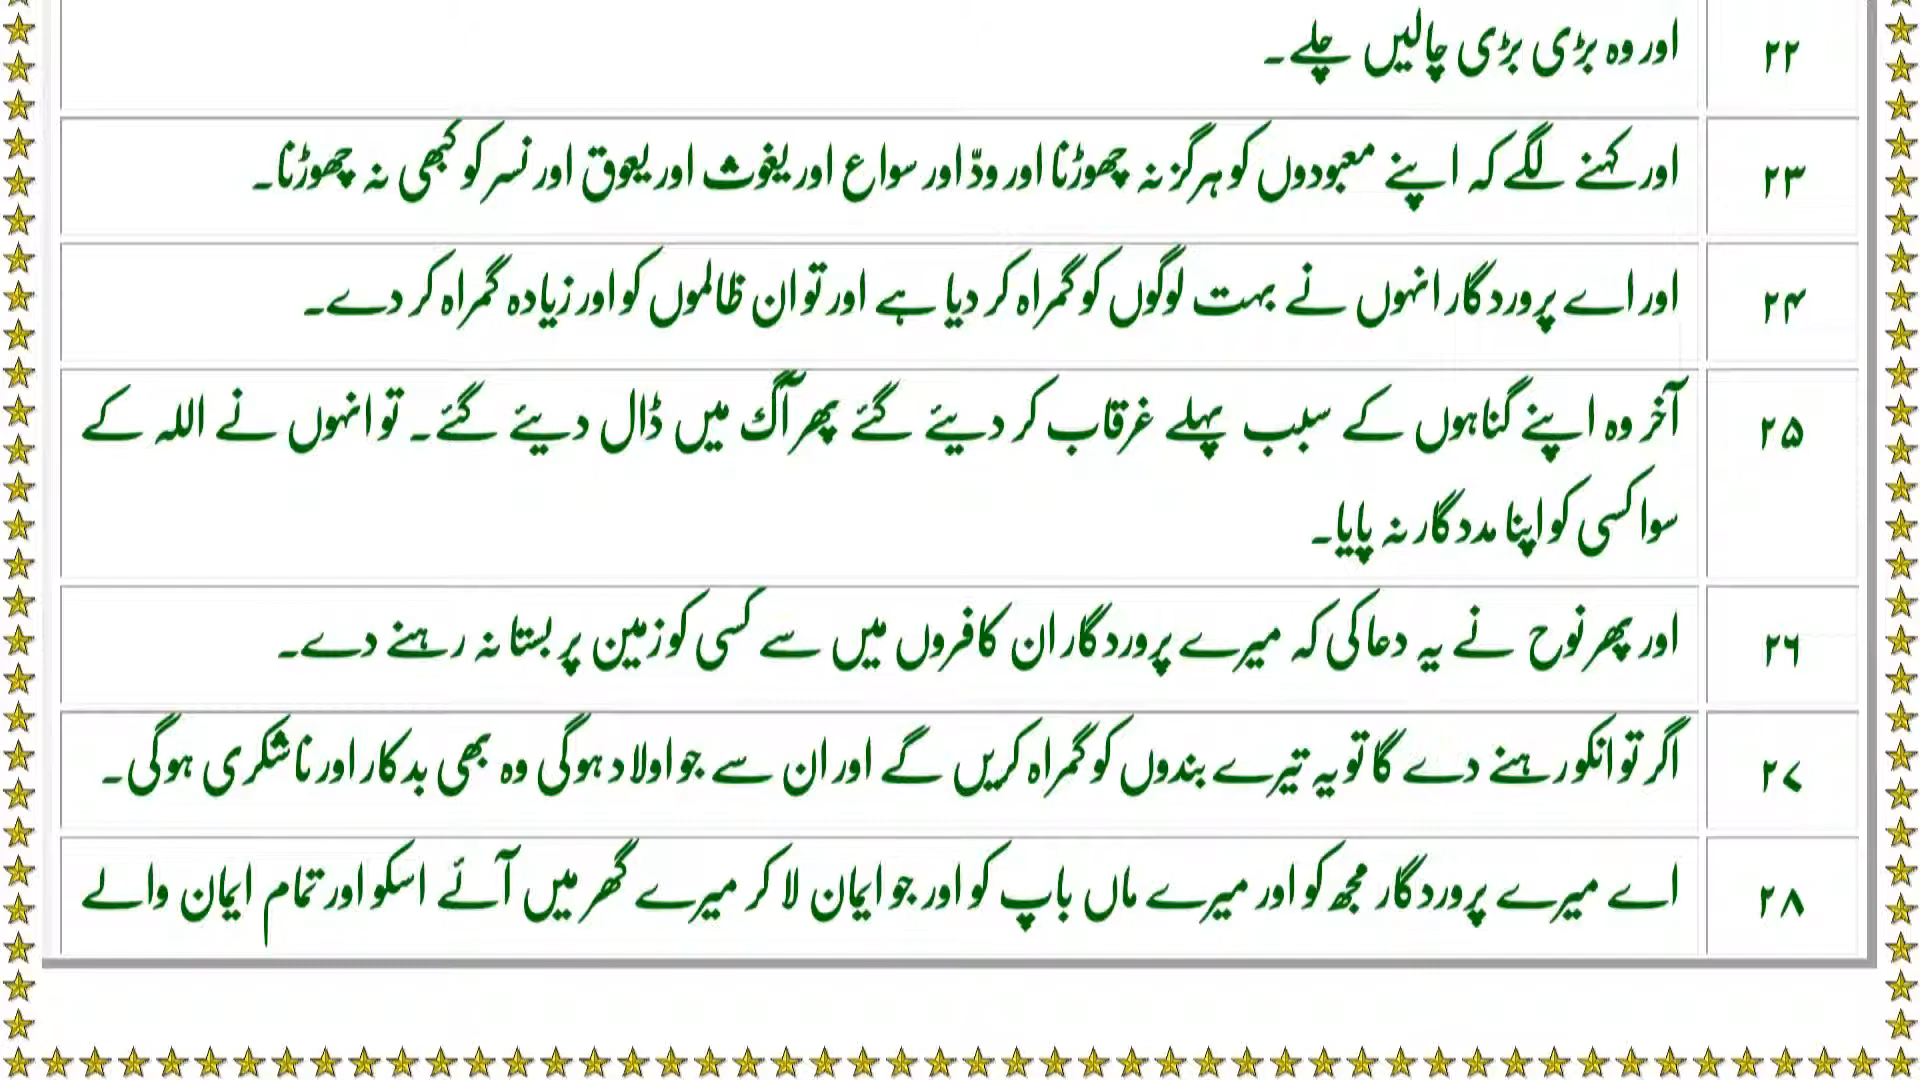 ۲۲ اور وہ بڑی بڑی چالیں چلے۔
۲۳ اور کہنے لگے کہ اپنے معبودوں کو ہرگز نہ چھوڑنا اور ودّ اور سواع اور یغوث اور یعوق اور نسر کو کبھی نہ چھوڑنا۔
۲۴ اور اے پروردگار انہوں نے بہت لوگوں کو گمراہ کر دیا ہے اور تو ان ظالموں کو اور زیادہ گمراہ کر دے۔
۲۵ آخر وہ اپنے گناہوں کے سبب پہلے غرقاب کر دیئے گئے پھر آگ میں ڈال دیئے گئے۔ تو انہوں نے اللہ کے
سوا کسی کو اپنا مددگار نہ پایا۔
۲۶ اور پھر نوح نے یہ دعا کی کہ میرے پروردگار ان کافروں میں سے کسی کو زمین پر بستا نہ رہنے دے۔
۲۷ اگر تو انکو رہنے دے گا تو یہ تیرے بندوں کو گمراہ کریں گے اور ان سے جو اولاد ہوگی وہ بھی بدکار اور ناشکری ہوگی۔
۲۸ اے میرے پروردگار مجھ کو اور میرے ماں باپ کو اور جو ایمان لا کر میرے گھر میں آئے اسکو اور تمام ایمان والے